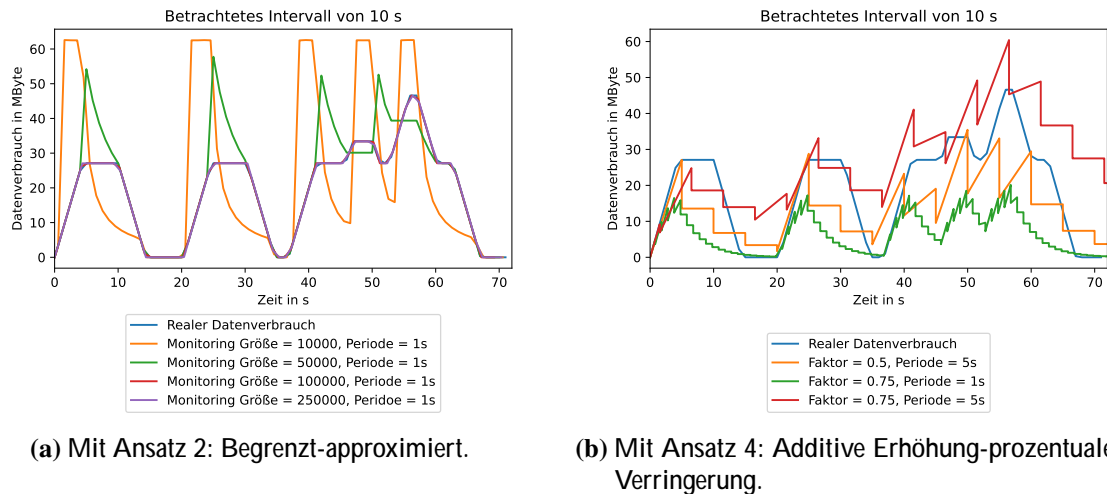 Betrachtetes Intervall von 10 s
Datenverbrauch in MByte
60
50
40
30
20
10
0
0 10 20 30 40 50 60 70
Zeit in s
Realer Datenverbrauch
Monitoring Größe = 10000, Periode = 1s
Monitoring Größe = 50000, Periode = 1s
Monitoring Größe = 100000, Periode = 1s
Monitoring Größe = 250000, Peridoe = 1s
(a) Mit Ansatz 2: Begrenzt-approximiert.
Betrachtetes Intervall von 10 s
Datenverbrauch in MByte
60
50
40
30
20
10
0
0 10 20 30 40 50 60 70
Zeit in s
Realer Datenverbrauch
Faktor = 0.5, Periode = 5s
Faktor = 0.75, Periode = 1s
Faktor = 0.75, Periode = 5s
(b) Mit Ansatz 4: Additive Erhöhung-prozentuale
Verringerung.